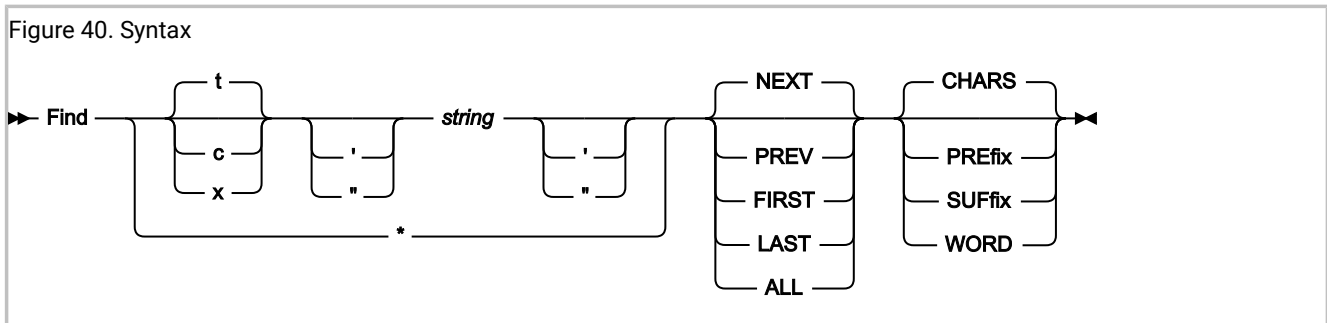 Figure 40. Syntax
t NEXT CHARS
Find string
c ' ' PREV PREfix
x " " FIRST SUFfix
* LAST WORD
ALL